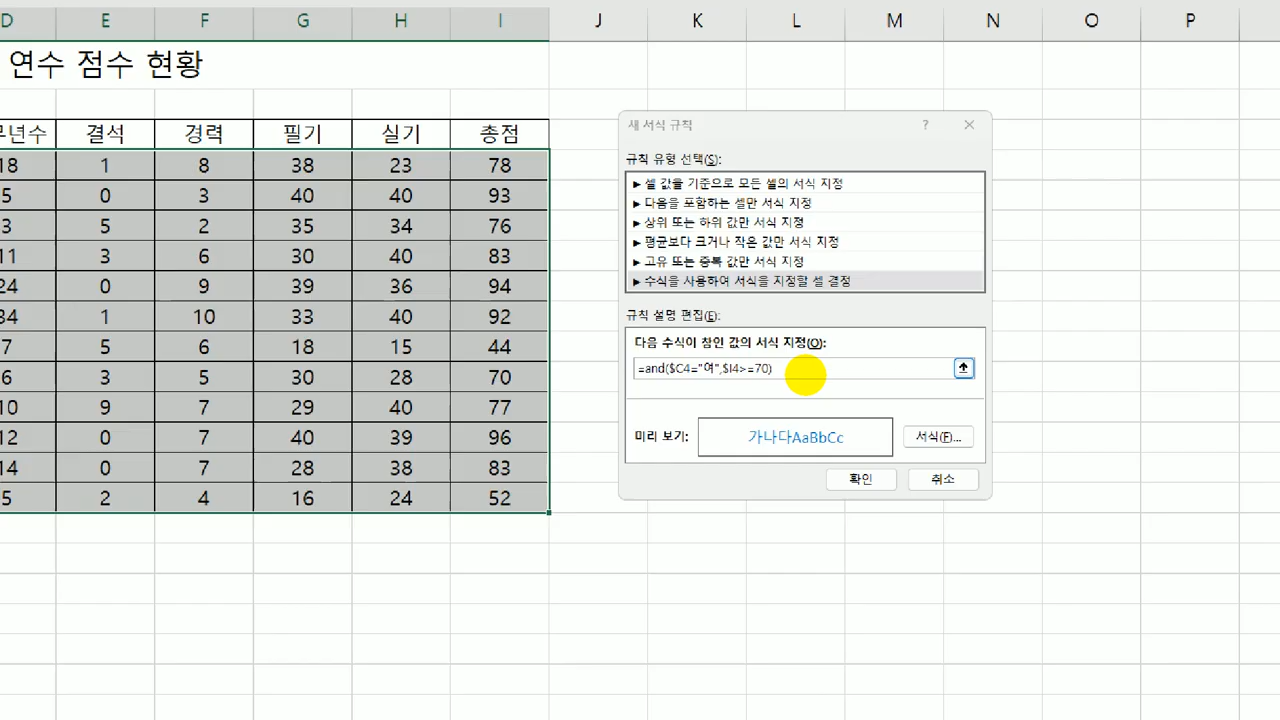 D E F G H I J K L M N O P
연수 점수 현황
무년수 결석 경력 필기 실기 총점
18 1 8 38 23 78
5 0 3 40 40 93
3 5 2 35 34 76
11 3 6 30 40 83
24 0 9 39 36 94
34 1 10 33 40 92
7 5 6 18 15 44
6 3 5 30 28 70
10 9 7 29 40 77
12 0 7 40 39 96
14 0 7 28 38 83
5 2 4 16 24 52
새 서식 규칙 ?
규칙 유형 선택(S):
► 셀 값을 기준으로 모든 셀의 서식 지정
► 다음을 포함하는 셀만 서식 지정
► 상위 또는 하위 값만 서식 지정
► 평균보다 크거나 작은 값만 서식 지정
► 고유 또는 중복 값만 서식 지정
► 수식을 사용하여 서식을 지정할 셀 결정
규칙 설명 편집(E):
다음 수식이 참인 값의 서식 지정(O):
=and($C4="여",$I4>=70)
미리 보기: 가나다AaBbCc 서식(F)...
확인 취소